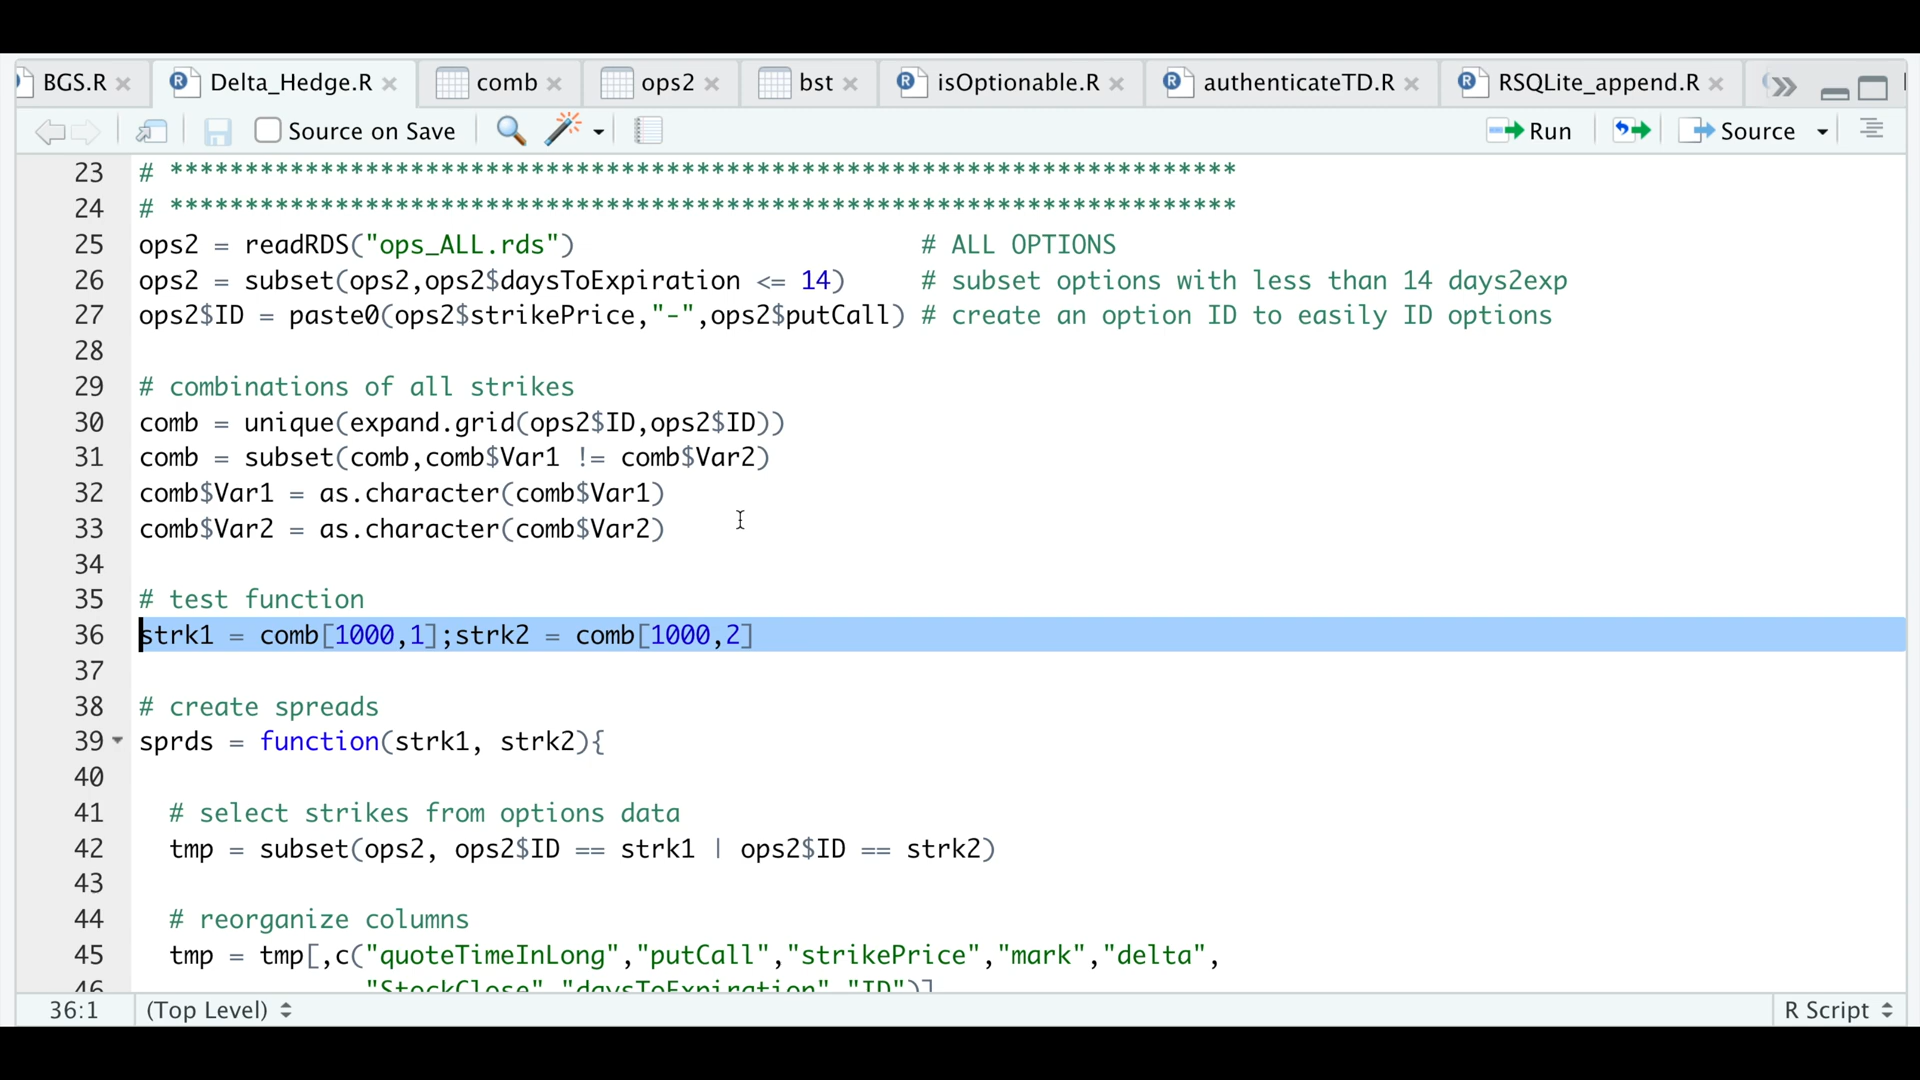 BGS.R Delta_Hedge.R comb ops2 bst isOptionable.R authenticateTD.R RSQLite_append.R
Source on Save Run Source
23 # ***********************************************************************
24 # ***********************************************************************
25 ops2 = readRDS("ops_ALL.rds") # ALL OPTIONS
26 ops2 = subset(ops2,ops2$daysToExpiration <= 14) # subset options with less than 14 days2exp
27 ops2$ID = paste0(ops2$strikePrice,"-",ops2$putCall) # create an option ID to easily ID options
28
29 # combinations of all strikes
30 comb = unique(expand.grid(ops2$ID,ops2$ID))
31 comb = subset(comb,comb$Var1 != comb$Var2)
32 comb$Var1 = as.character(comb$Var1)
33 comb$Var2 = as.character(comb$Var2)
34
35 # test function
36 strk1 = comb[1000,1];strk2 = comb[1000,2]
37
38 # create spreads
39 sprds = function(strk1, strk2){
40
41 # select strikes from options data
42 tmp = subset(ops2, ops2$ID == strk1 | ops2$ID == strk2)
43
44 # reorganize columns
45 tmp = tmp[,c("quoteTimeInLong","putCall","strikePrice","mark","delta",
46 "StockClose","daysToExpiration","ID")]
36:1 (Top Level) R Script